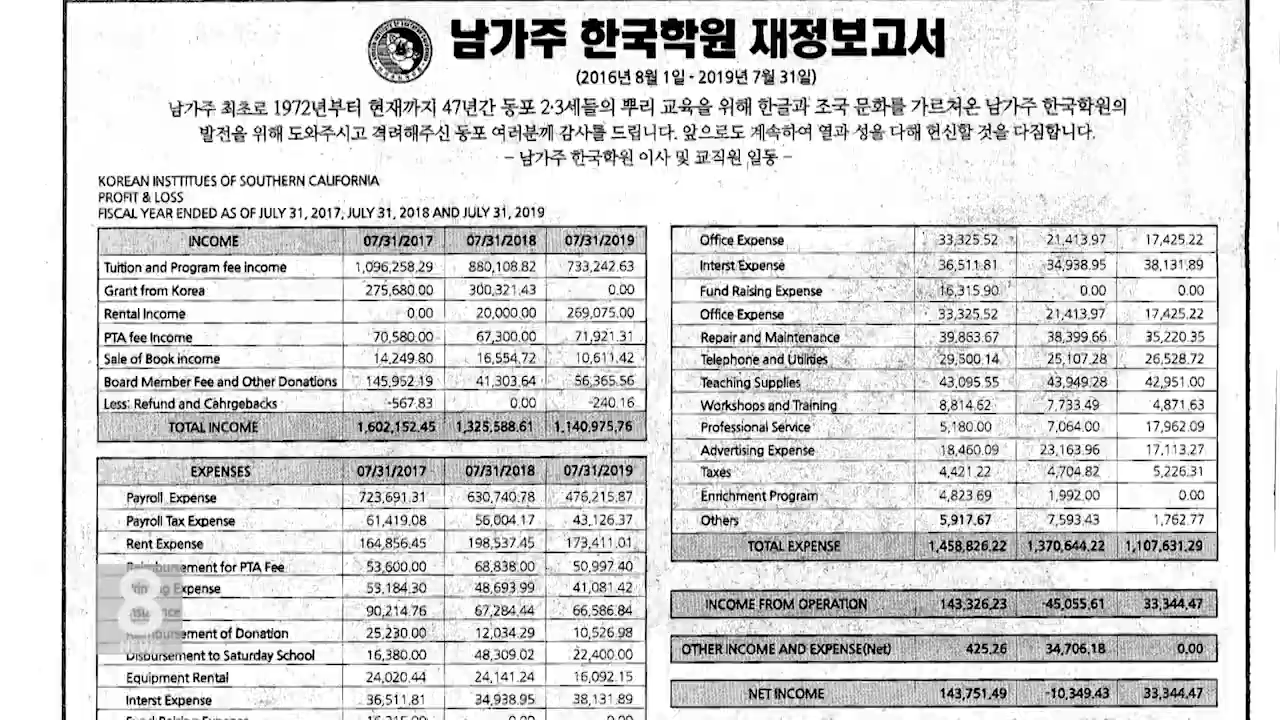 남가주 한국학원 재정보고서
(2016년 8월 1일 - 2019년 7월 31일)
남가주 최초로 1972년부터 현재까지 47년간 동포 2·3세들의 뿌리 교육을 위해 한글과 조국 문화를 가르쳐온 남가주 한국학원의
발전을 위해 도와주시고 격려해주신 동포 여러분께 감사를 드립니다. 앞으로도 계속하여 열과 성을 다해 헌신할 것을 다짐합니다.
– 남가주 한국학원 이사 및 교직원 일동 –
KOREAN INSTTITUES OF SOUTHERN CALIFORNIA
PROFIT & LOSS
FISCAL YEAR ENDED AS OF JULY 31, 2017, JULY 31, 2018 AND JULY 31, 2019
INCOME 07/31/2017 07/31/2018 07/31/2019
Tuition and Program fee Income 1,096,258.29 880,108.82 733,242.63
Grant from Korea 275,680.00 300,321.43 0.00
Rental Income 0.00 20,000.00 269,075.00
PTA fee Income 70,580.00 67,300.00 71,921.31
Sale of Book income 14,249.80 16,554.72 10,611.42
Board Member Fee and Other Donations 145,952.19 41,303.64 56,365.56
Less: Refund and Cahrgebacks -567.83 0.00 -240.16
TOTAL INCOME 1,602,152.45 1,325,588.61 1,140,975.76
EXPENSES 07/31/2017 07/31/2018 07/31/2019
Payroll Expense 723,691.31 630,740.78 476,215.87
Payroll Tax Expense 61,419.08 56,004.17 43,126.37
Rent Expense 164,856.45 198,537.45 173,411.01
for PTA Fee 53,600.00 68,838.00 50,997.40
Expense 53,184.30 48,693.99 41,081.42
90,214.76 67,284.44 66,586.84
of Donation 25,230.00 12,034.29 10,526.98
Disbursement to Saturday School 16,380.00 48,309.02 22,400.00
Equipment Rental 24,020.44 24,141.24 16,092.15
Interst Expense 36,511.81 34,938.95 38,131.89
Office Expense 33,325.52 21,413.97 17,425.22
Interst Expense 36,511.81 34,938.95 38,131.89
Fund Raising Expense 16,315.90 0.00 0.00
Office Expense 33,325.52 21,413.97 17,425.22
Repair and Maintenance 39,863.67 38,399.66 35,220.35
Telephone and Utilities 29,500.14 25,107.28 26,528.72
Teaching Supplies 43,095.55 43,949.28 42,951.00
Workshops and Training 8,814.62 7,733.49 4,871.63
Professional Service 5,180.00 7,064.00 17,962.09
Advertising Expense 18,460.09 23,163.96 17,113.27
Taxes 4,421.22 4,704.82 5,226.31
Enrichment Program 4,823.69 1,992.00 0.00
Others 5,917.67 7,593.43 1,762.77
TOTAL EXPENSE 1,458,826.22 1,370,644.22 1,107,631.29
INCOME FROM OPERATION 143,326.23 -45,055.61 33,344.47
OTHER INCOME AND EXPENSE(Net) 425.26 34,706.18 0.00
NET INCOME 143,751.49 -10,349.43 33,344.47